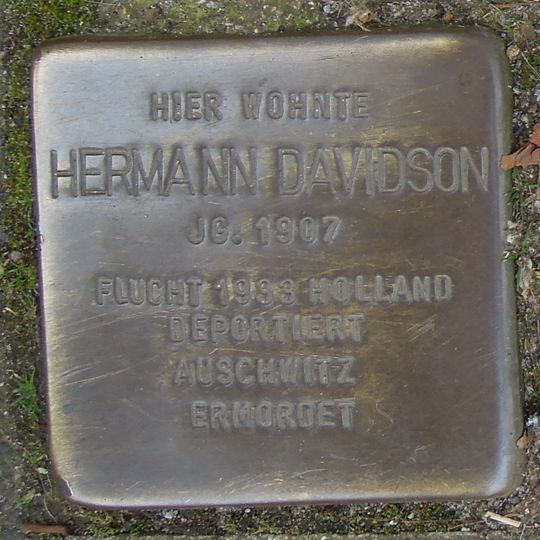 HIER WOHNTE
HERMANN DAVIDSON
JG. 1907
FLUCHT 1933 HOLLAND
DEPORTIERT
AUSCHWITZ
ERMORDET